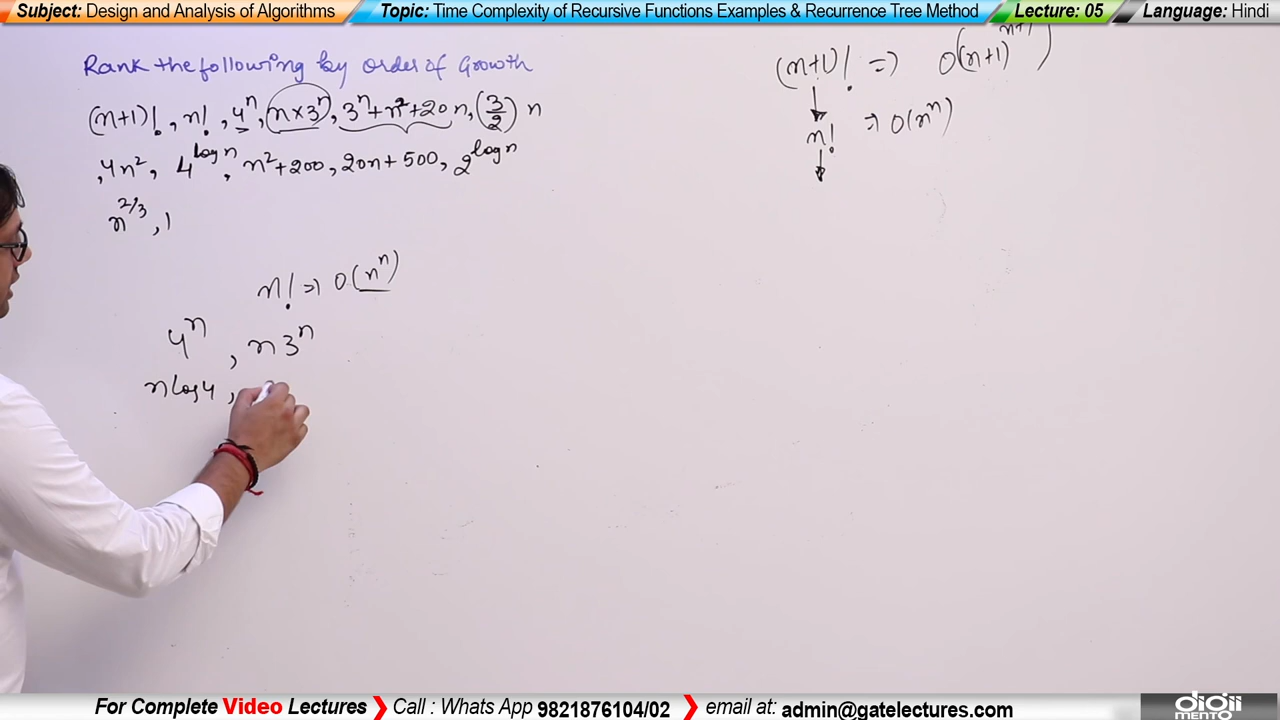 Subject: Design and Analysis of Algorithms Topic: Time Complexity of Recursive Functions Examples & Recurrence Tree Method Lecture: 05 Language: Hindi
Rank the following by order of Growth
(n+1)!, n!, 4ⁿ, (n×3ⁿ), 3ⁿ+n²+20n, (3/2) n
, 4n², 4^log n, n²+200, 20n+500, 2^log n
n^2/3, 1
n! => O(nⁿ)
4ⁿ, n3ⁿ
n log 4,
(n+1)! => O(n+1)^n+1)
n! => O(nⁿ)
For Complete Video Lectures Call : Whats App 9821876104/02 email at: admin@gatelectures.com
digii
MENTO